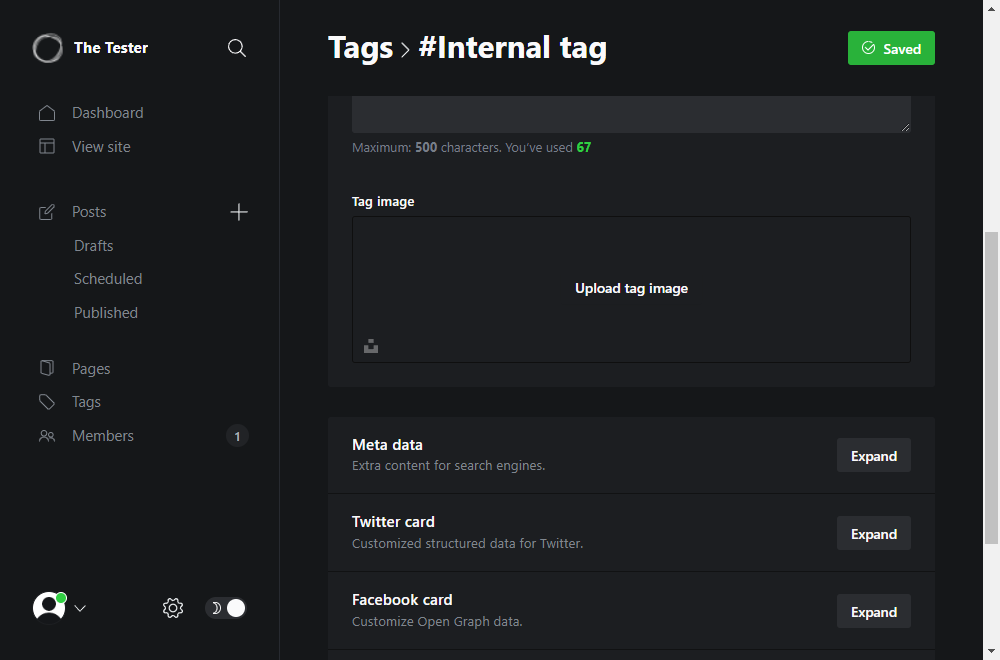 The Tester
Dashboard
View site
Posts
Drafts
Scheduled
Published
Pages
Tags
Members
1
Tags > #Internal tag
Saved
Maximum: 500 characters. You’ve used 67
Tag image
Upload tag image
Meta data
Extra content for search engines.
Expand
Twitter card
Customized structured data for Twitter.
Expand
Facebook card
Customize Open Graph data.
Expand